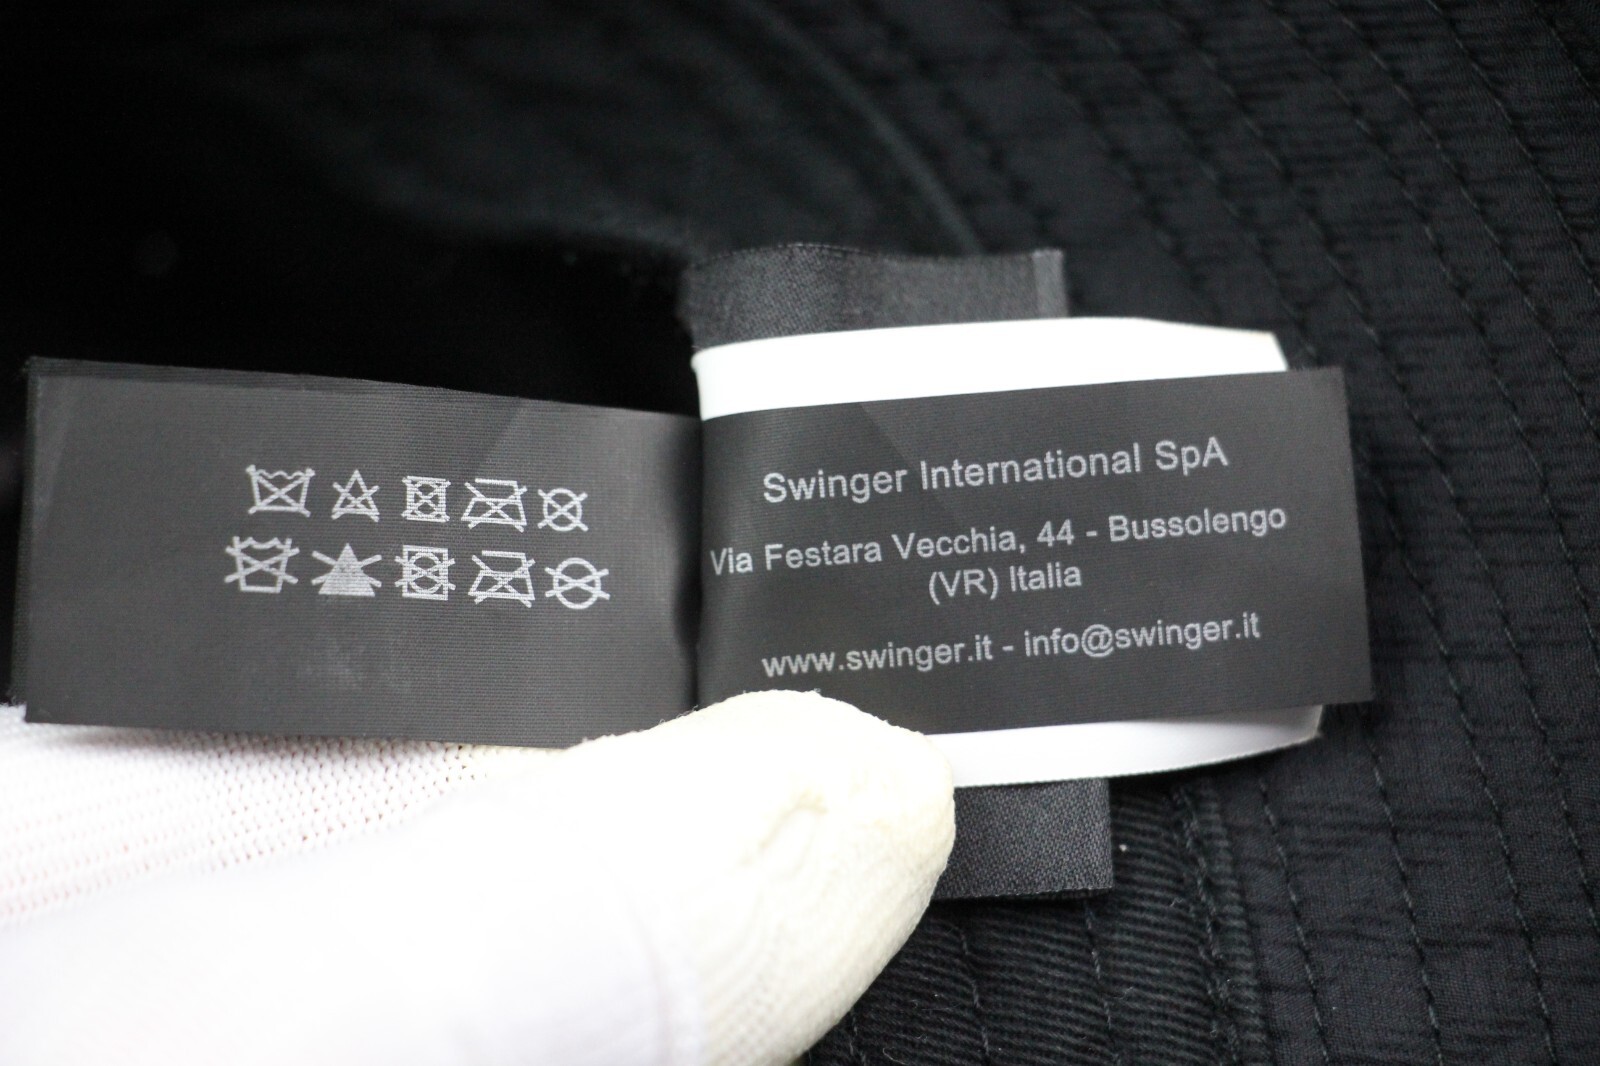 Swinger International SpA
Via Festara Vecchia, 44 - Bussolengo
(VR) Italia
www.swinger.it - info@swinger.it